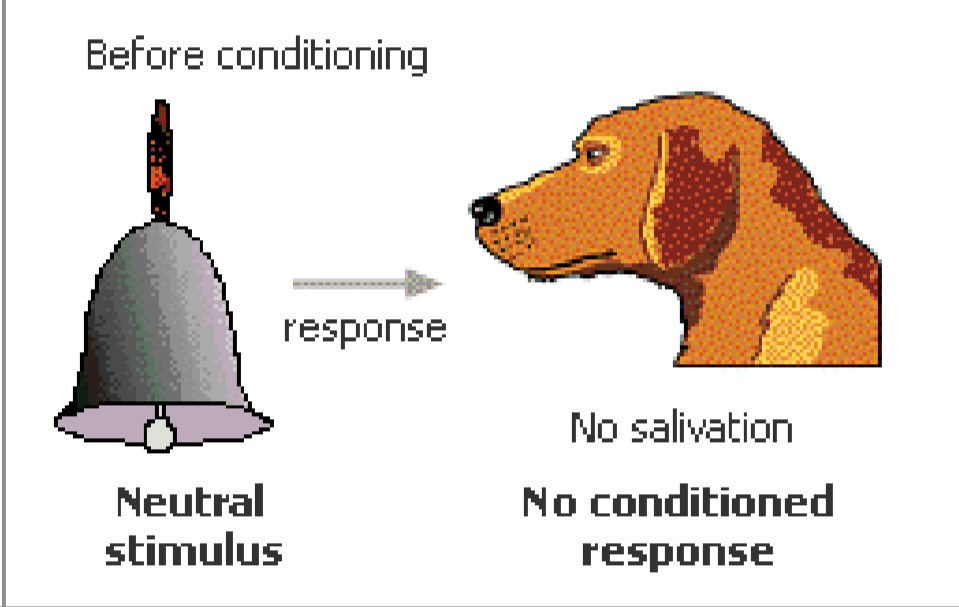 Before conditioning
response
No salivation
Neutral
stimulus
No conditioned
response